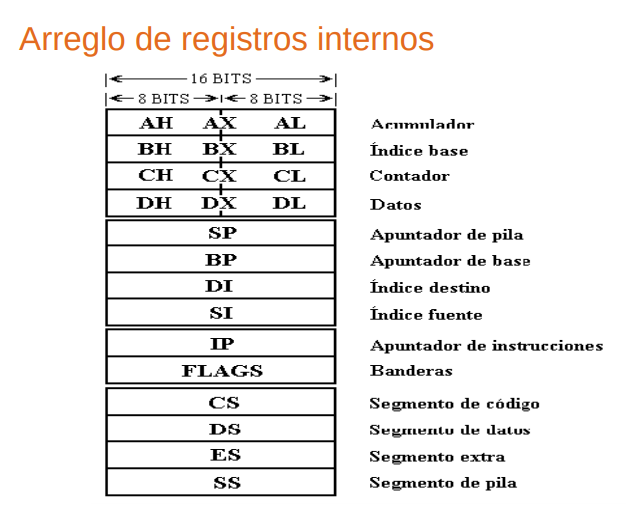 Arreglo de registros internos
16 BITS
8 BITS 8 BITS
AH AX AL Acumulador
BH BX BL Índice base
CH CX CL Contador
DH DX DL Datos
SP Apuntador de pila
BP Apuntador de base
DI Índice destino
SI Índice fuente
IP Apuntador de instrucciones
FLAGS Banderas
CS Segmento de código
DS Segmento de datos
ES Segmento extra
SS Segmento de pila